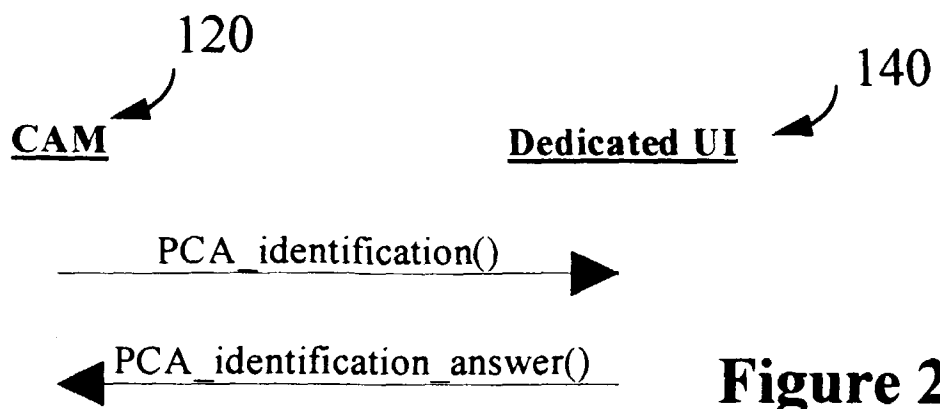 120
140
CAM
Dedicated UI
PCA_identification()
PCA_identification_answer()
Figure 2